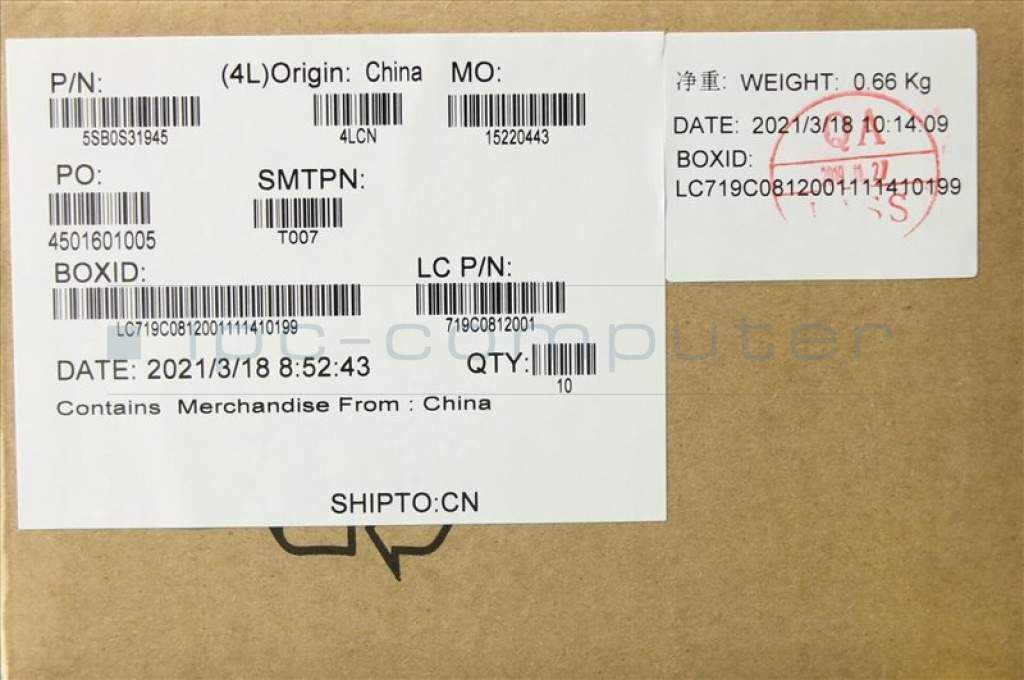 P/N: (4L)Origin: China MO:
5SB0S31945 4LCN 15220443
PO: SMTPN:
4501601005 T007
BOXID: LC P/N:
LC719C0812001111410199 719C0812001
DATE: 2021/3/18 8:52:43 QTY:
10
Contains Merchandise From : China
SHIPTO:CN
净重: WEIGHT: 0.66 Kg
DATE: 2021/3/18 10:14:09
BOXID:
LC719C0812001111410199
QA
ipc-computer